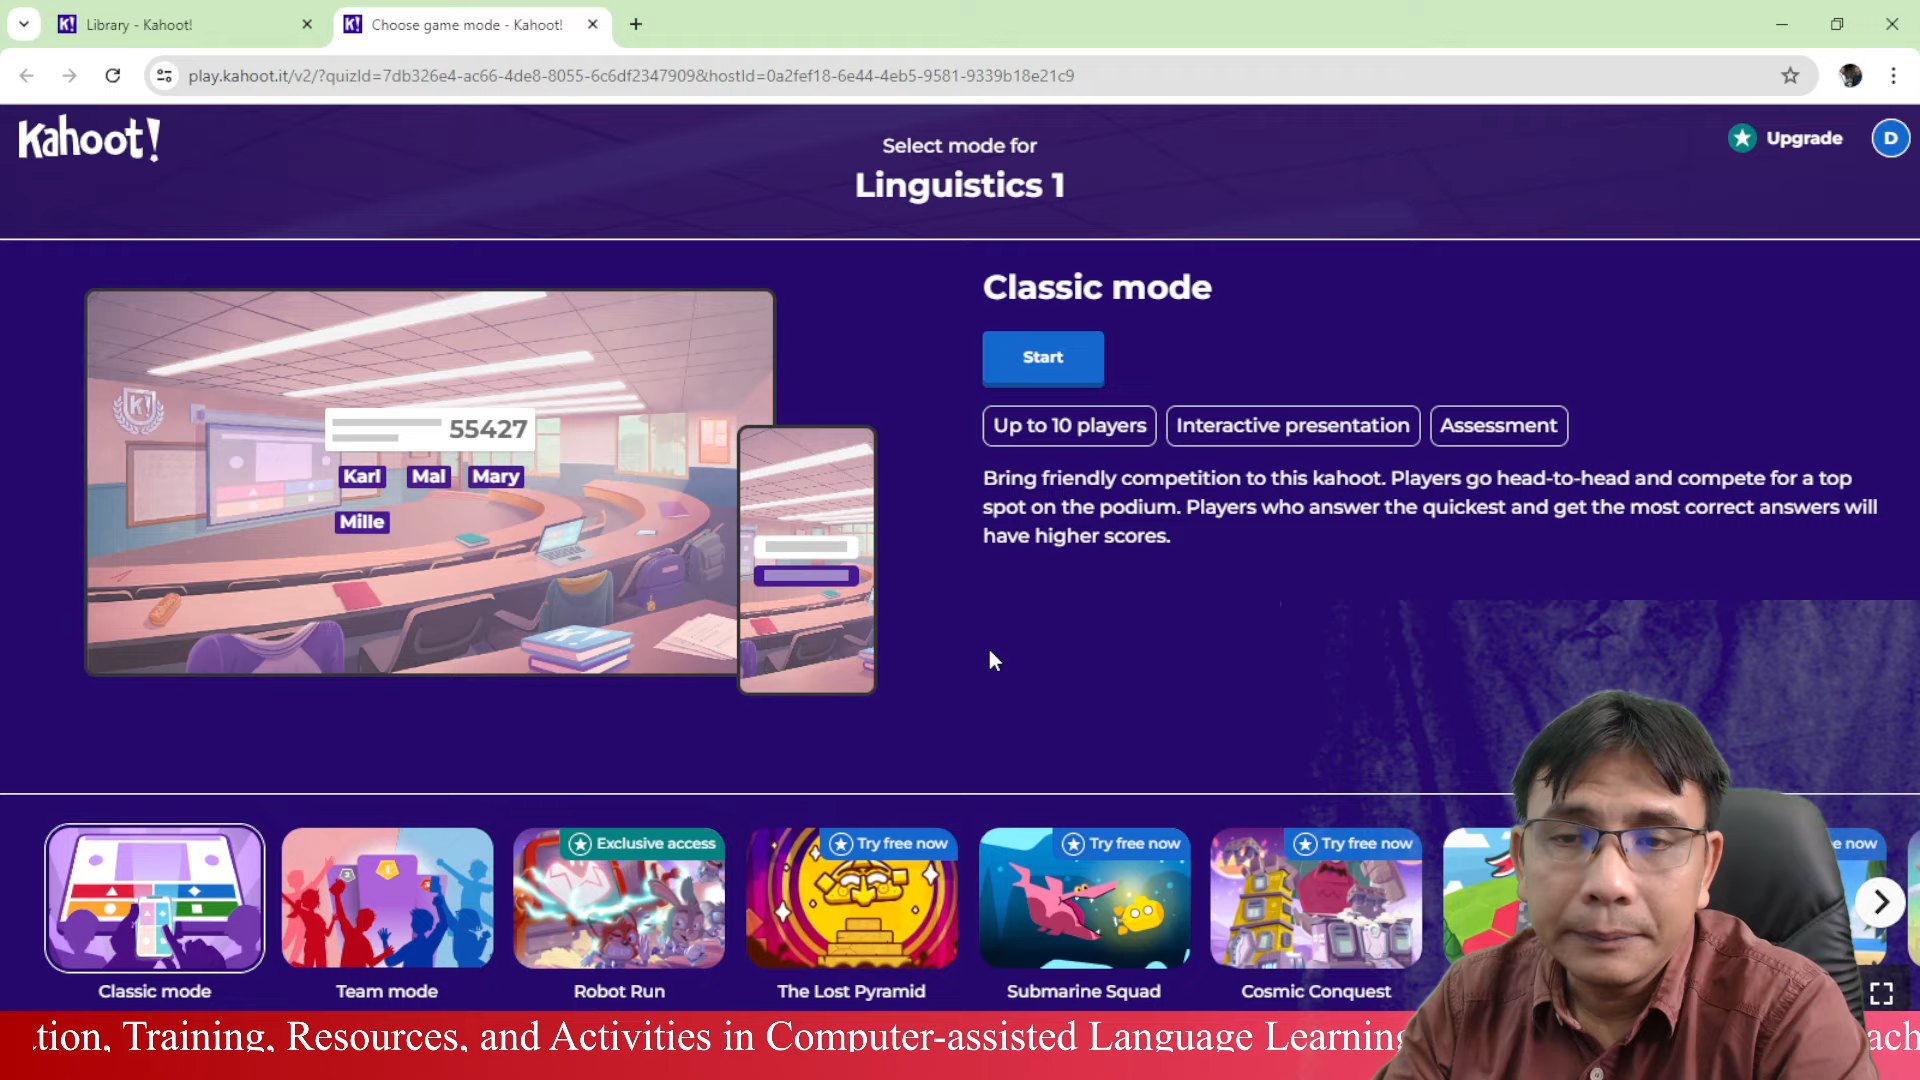 Library - Kahoot!
Choose game mode - Kahoot!
play.kahoot.it/v2/?quizId=7db326e4-ac66-4de8-8055-6c6df2347909&hostId=0a2fef18-6e44-4eb5-9581-9339b18e21c9
Kahoot!
Select mode for
Linguistics 1
Upgrade
D
K!
55427
Karl Mal Mary
Mille
Classic mode
Start
Up to 10 players
Interactive presentation
Assessment
Bring friendly competition to this kahoot. Players go head-to-head and compete for a top
spot on the podium. Players who answer the quickest and get the most correct answers will
have higher scores.
Exclusive access
Try free now
Try free now
Try free now
now
Classic mode
Team mode
Robot Run
The Lost Pyramid
Submarine Squad
Cosmic Conquest
tion, Training, Resources, and Activities in Computer-assisted Language Learning